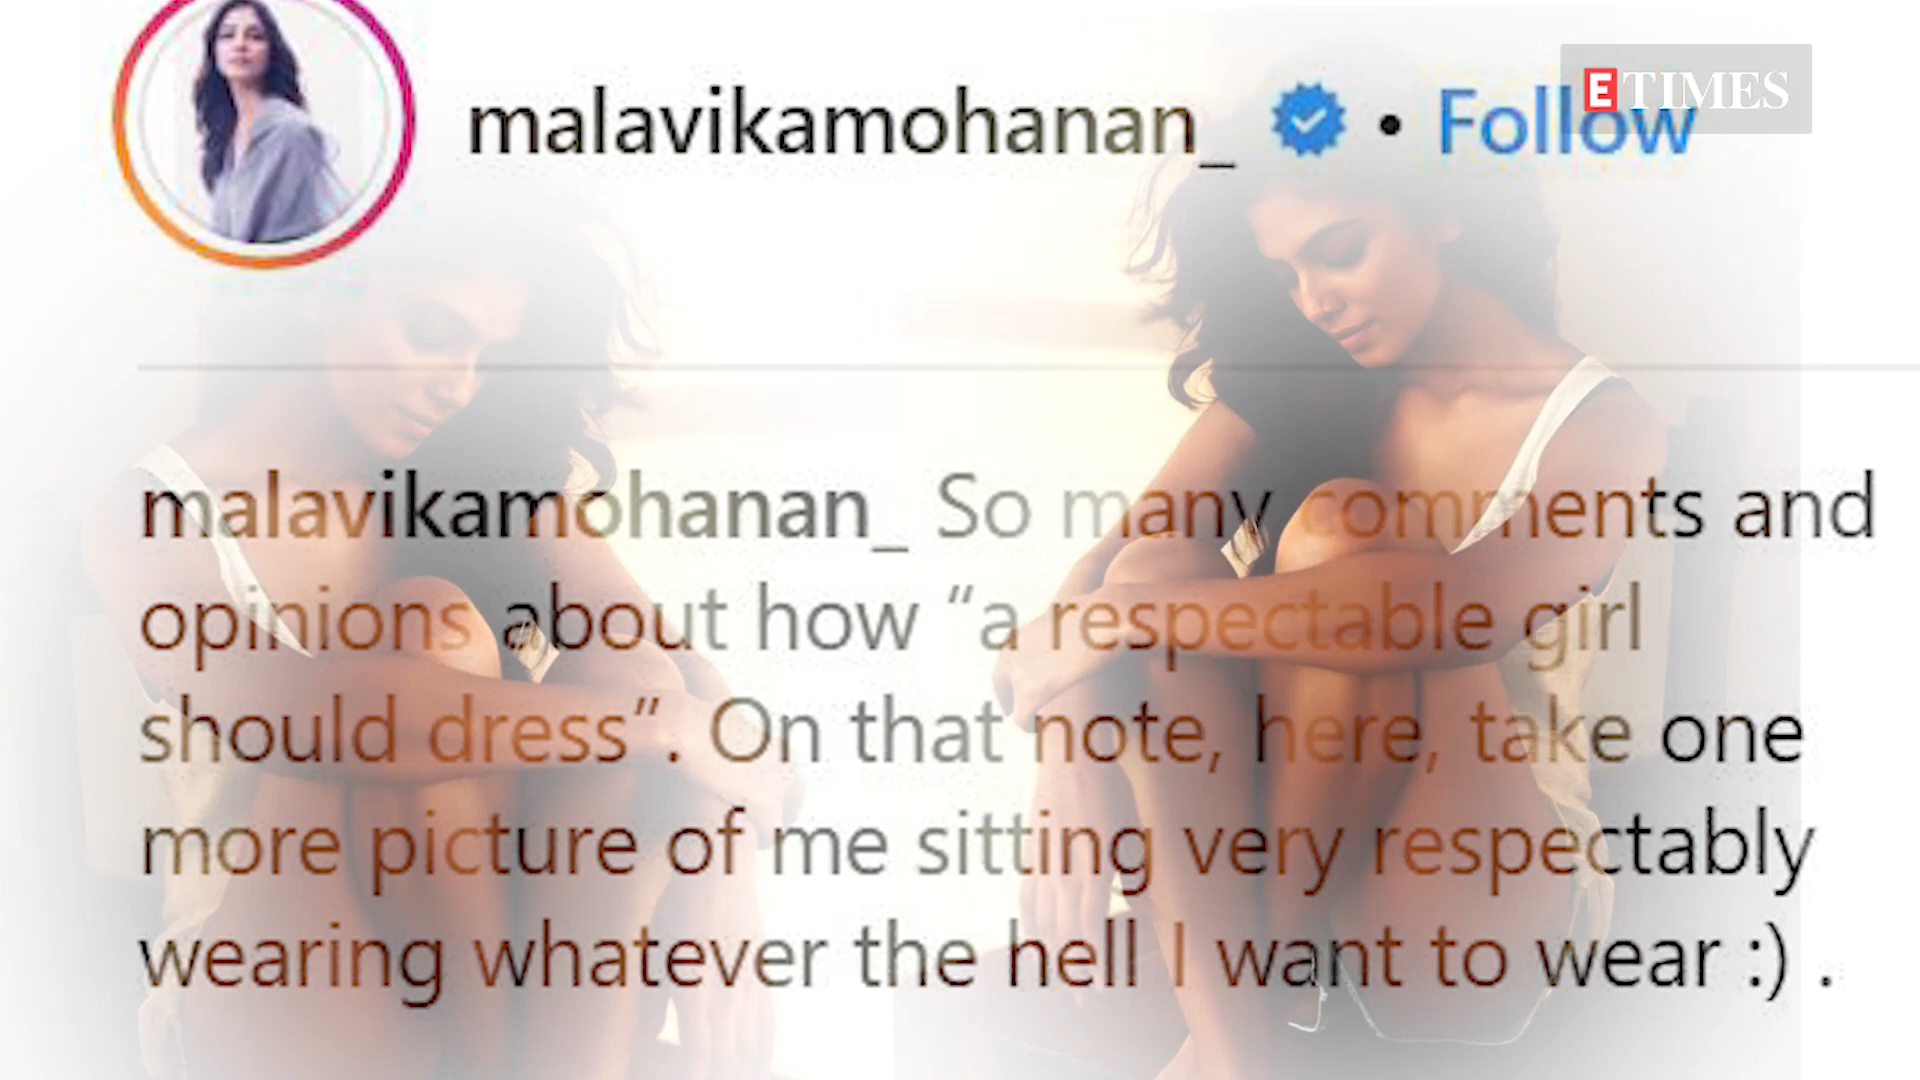 malavikamohanan_ • Follow
ETIMES
malavikamohanan_ So many comments and
opinions about how “a respectable girl
should dress”. On that note, here, take one
more picture of me sitting very respectably
wearing whatever the hell I want to wear :) .